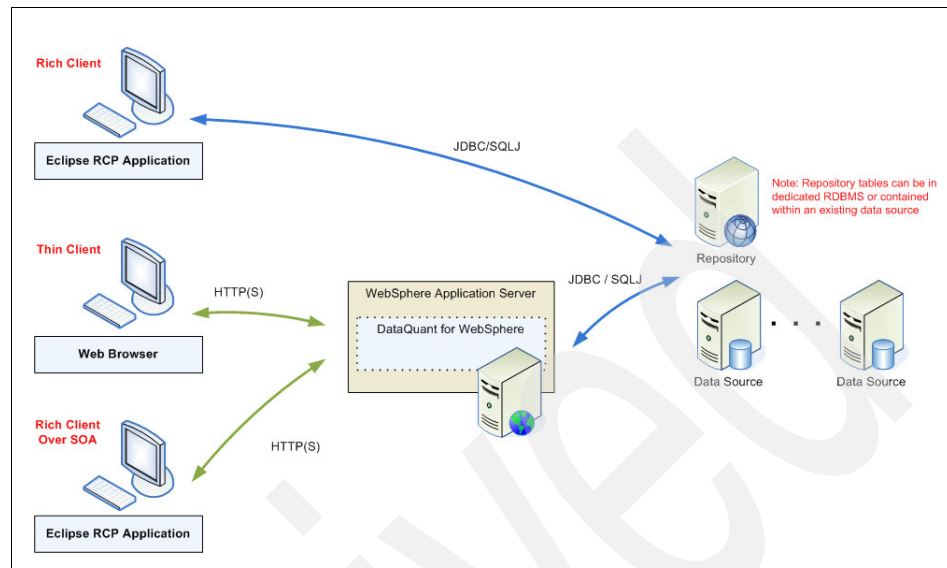 Rich Client
Eclipse RCP Application
JDBC/SQLJ
Note: Repository tables can be in
dedicated RDBMS or contained
within an existing data source
Repository
Thin Client
HTTP(S)
Web Browser
WebSphere Application Server
DataQuant for WebSphere
JDBC / SQLJ
Data Source
Data Source
Rich Client
Over SOA
HTTP(S)
Eclipse RCP Application